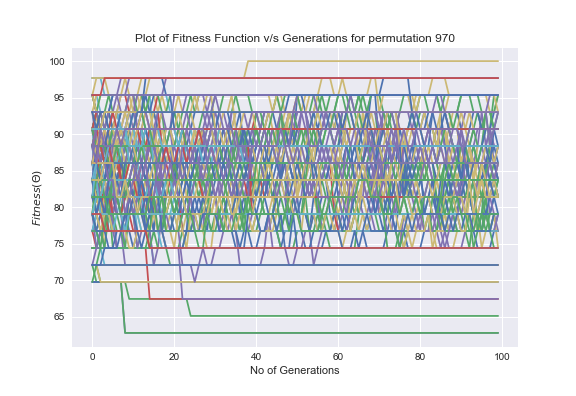 Plot of Fitness Function v/s Generations for permutation 970
100
95
90
85
80
75
70
65
Fitness(Θ)
0 20 40 60 80 100
No of Generations